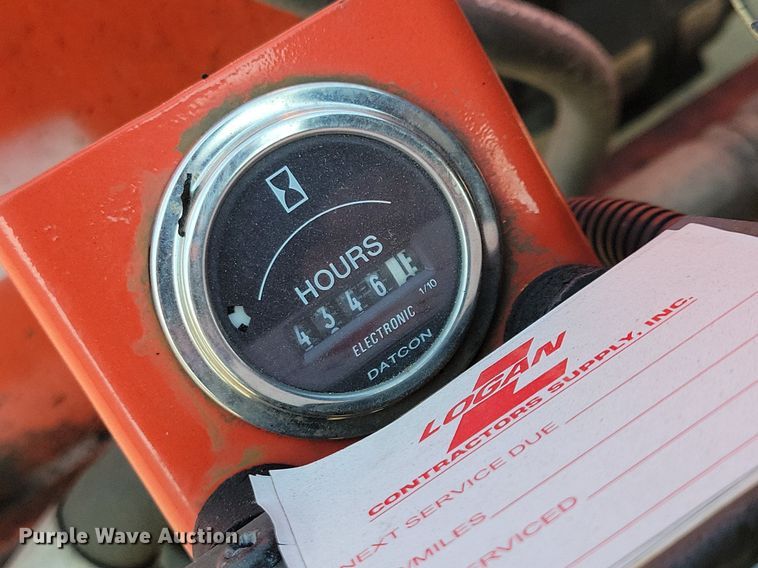 HOURS
4346
ELECTRONIC 1/10
DATCON
LOGAN
CONTRACTORS SUPPLY, INC.
NEXT SERVICE DUE
/MILES
SERVICED
Purple Wave Auction